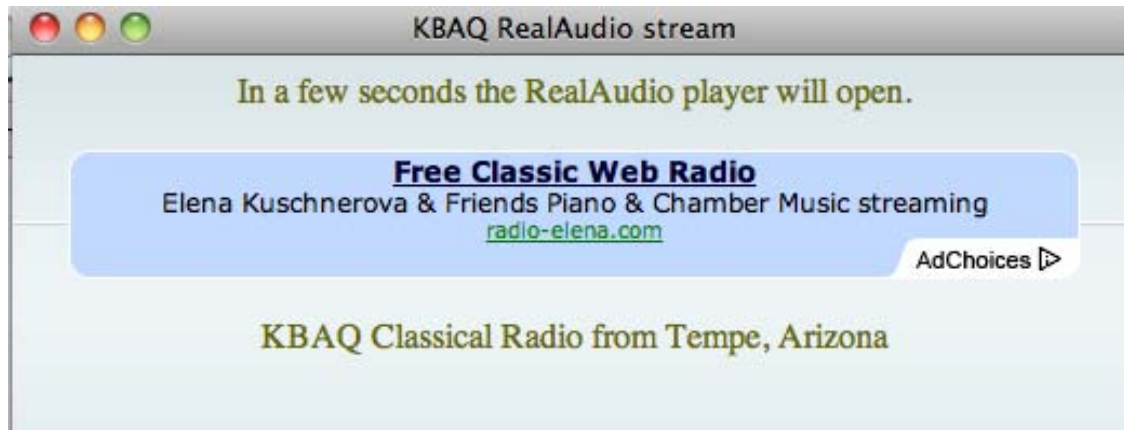 KBAQ RealAudio stream
In a few seconds the RealAudio player will open.
Free Classic Web Radio
Elena Kuschnerova & Friends Piano & Chamber Music streaming
radio-elena.com
AdChoices
KBAQ Classical Radio from Tempe, Arizona